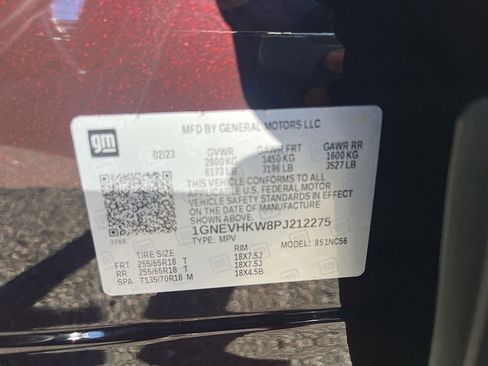 gm
MFD BY GENERAL MOTORS LLC
02/23 GVWR GAWR FRT GAWR RR
2800 KG 1450 KG 1600 KG
6173 LB 3196 LB 3527 LB
THIS VEHICLE CONFORMS TO ALL
APPLICABLE U.S. FEDERAL MOTOR
VEHICLE SAFETY STANDARDS IN EFFECT
ON THE DATE OF MANUFACTURE
SHOWN ABOVE.
1GNEVHKW8PJ212275
TYPE: MPV MODEL: 851NC56
326E
TIRE SIZE RIM
FRT 255/65R18 T 18X7.5J
RR 255/65R18 T 18X7.5J
SPA T135/70R18 M 18X4.5B